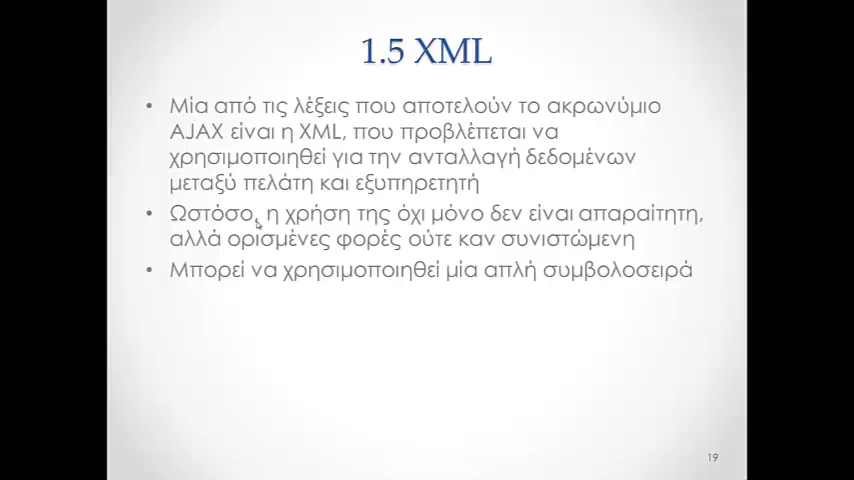 1.5 XML
• Μία από τις λέξεις που αποτελούν το ακρωνύμιο
AJAX είναι η XML, που προβλέπεται να
χρησιμοποιηθεί για την ανταλλαγή δεδομένων
μεταξύ πελάτη και εξυπηρετητή
• Ωστόσο, η χρήση της όχι μόνο δεν είναι απαραίτητη,
αλλά ορισμένες φορές ούτε καν συνιστώμενη
• Μπορεί να χρησιμοποιηθεί μία απλή συμβολοσειρά
19